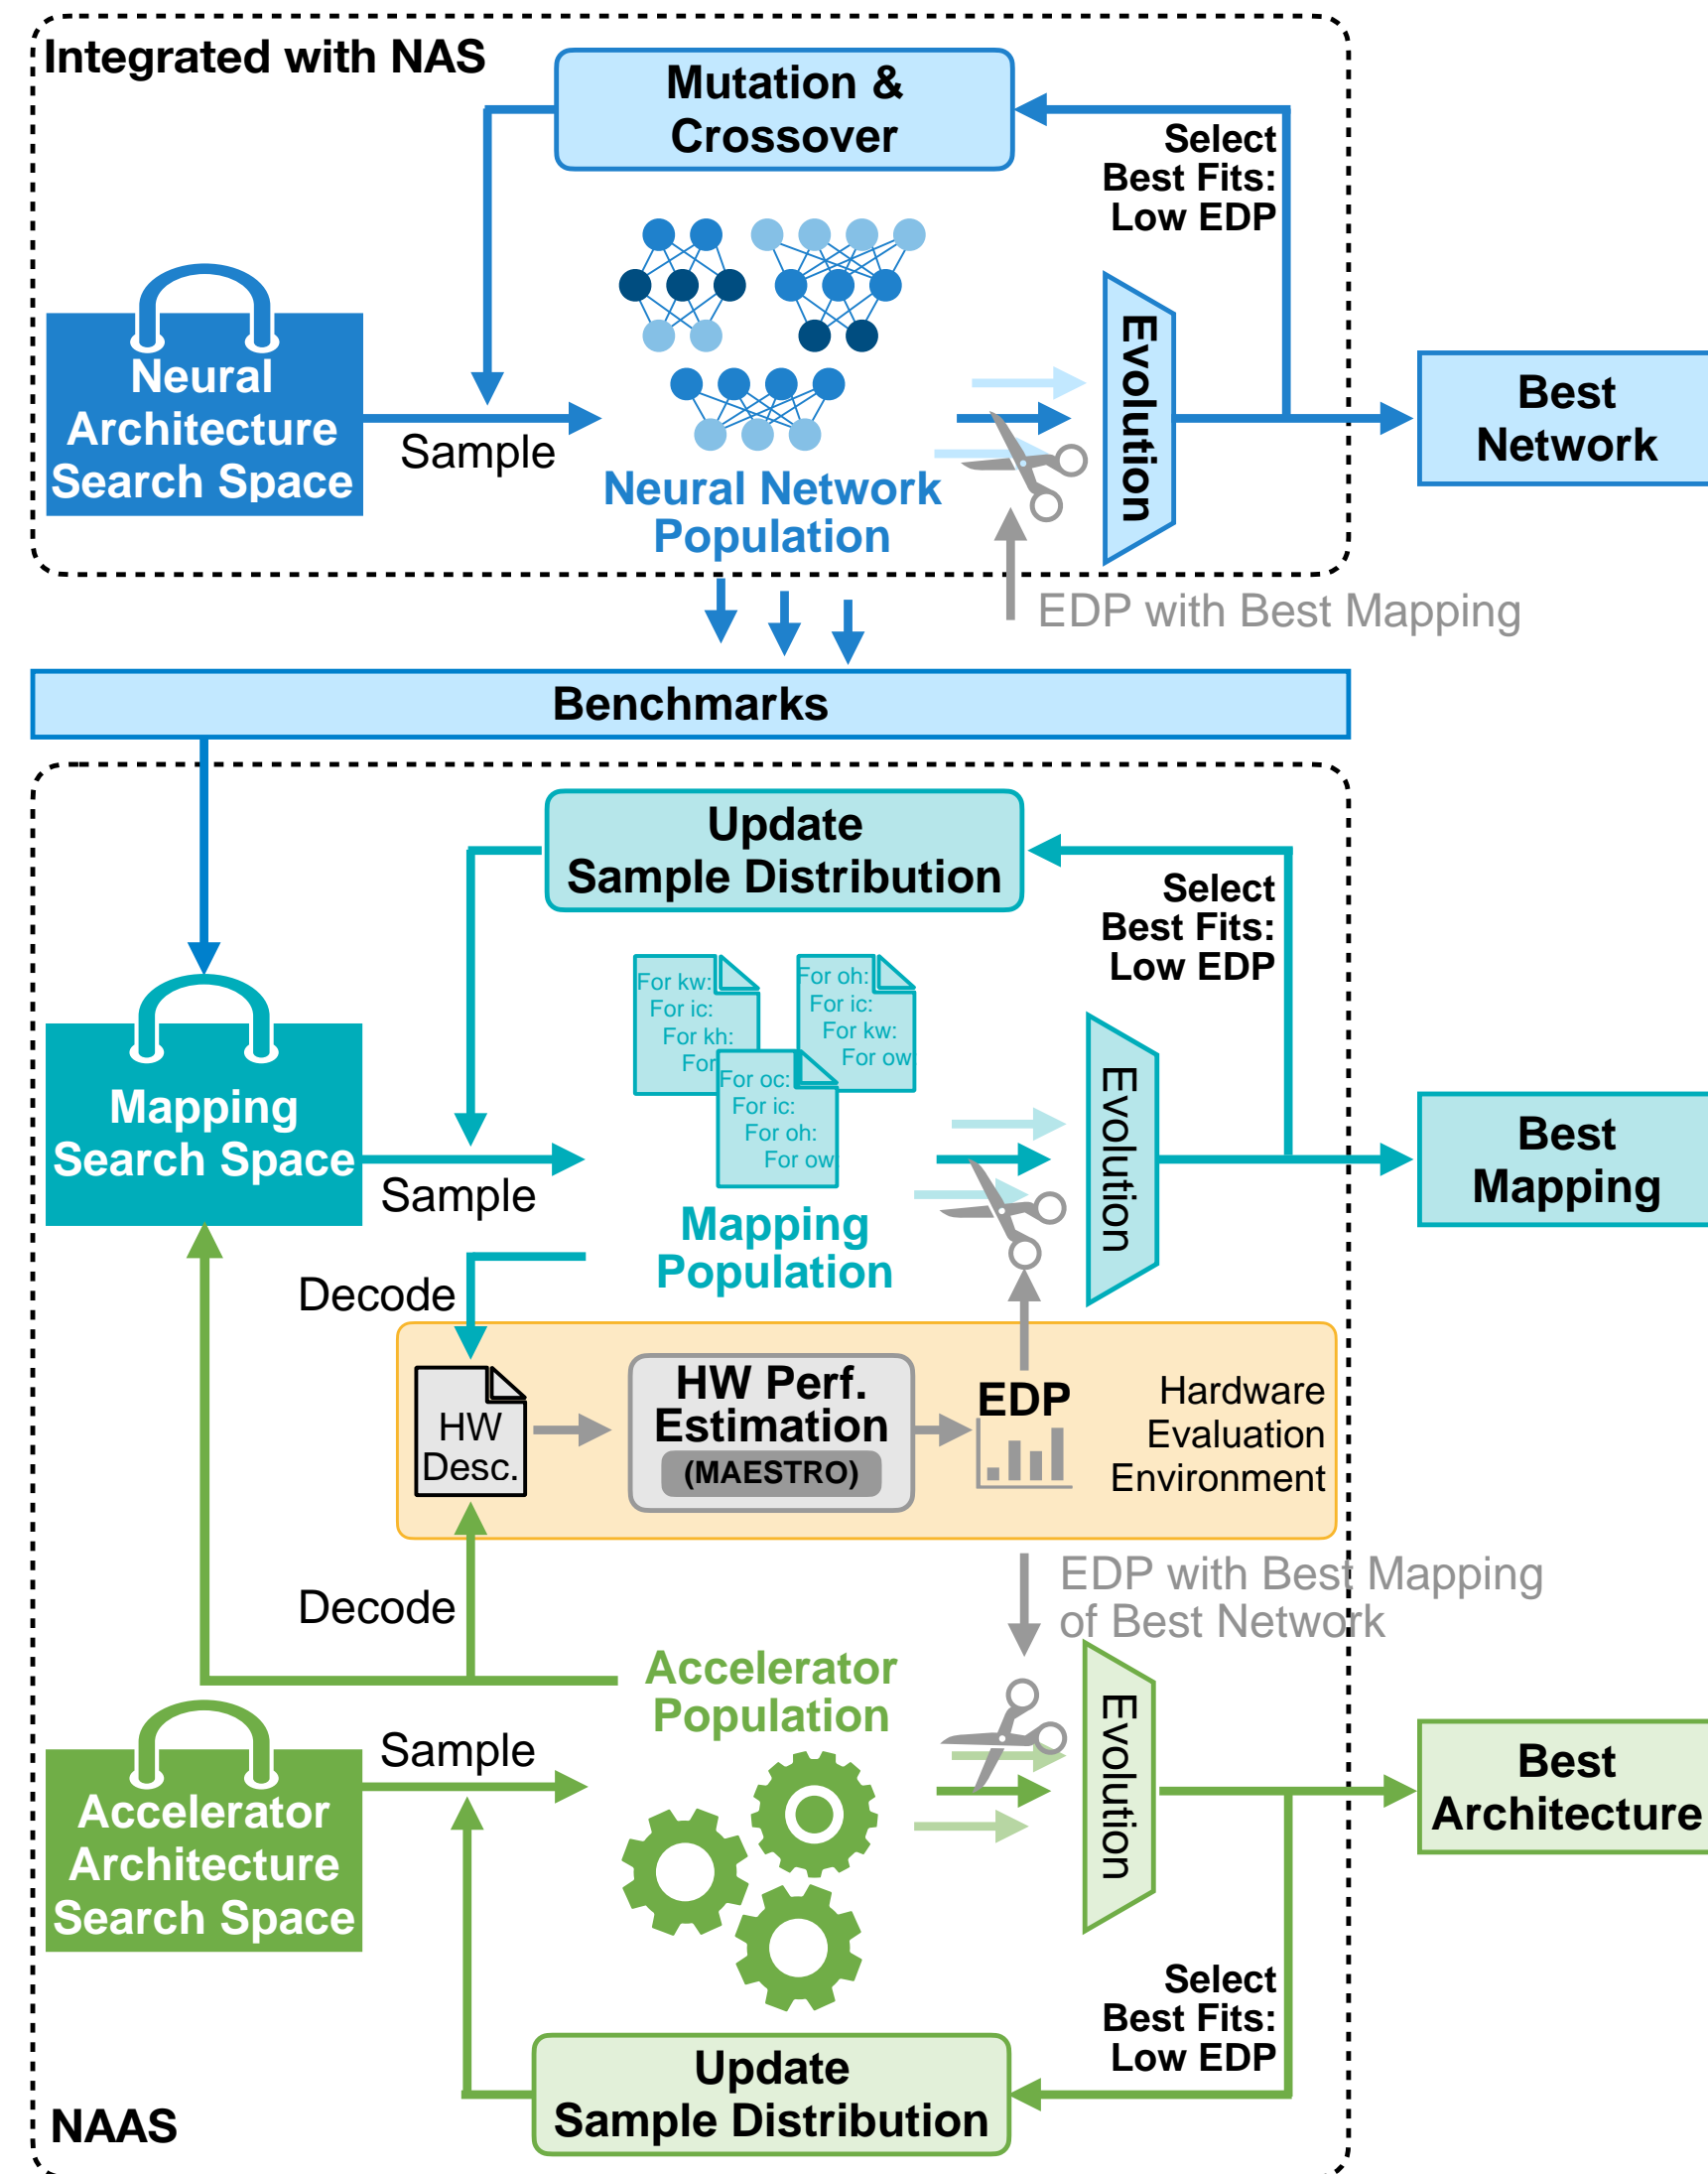 Integrated with NAS
Mutation &
Crossover
Select
Best Fits:
Low EDP
Neural
Architecture
Search Space
Sample
Neural Network
Population
Evolution
Best
Network
EDP with Best Mapping
Benchmarks
Update
Sample Distribution
Select
Best Fits:
Low EDP
For kw:
For ic:
For kh:
For
For oh:
For ic:
For kw:
For ow
For oc:
For ic:
For oh:
For ow
Mapping
Search Space
Sample
Mapping
Population
Evolution
Best
Mapping
Decode
HW
Desc.
HW Perf.
Estimation
(MAESTRO)
EDP
Hardware
Evaluation
Environment
EDP with Best Mapping
of Best Network
Decode
Accelerator
Population
Sample
Accelerator
Architecture
Search Space
Evolution
Best
Architecture
Select
Best Fits:
Low EDP
Update
Sample Distribution
NAAS